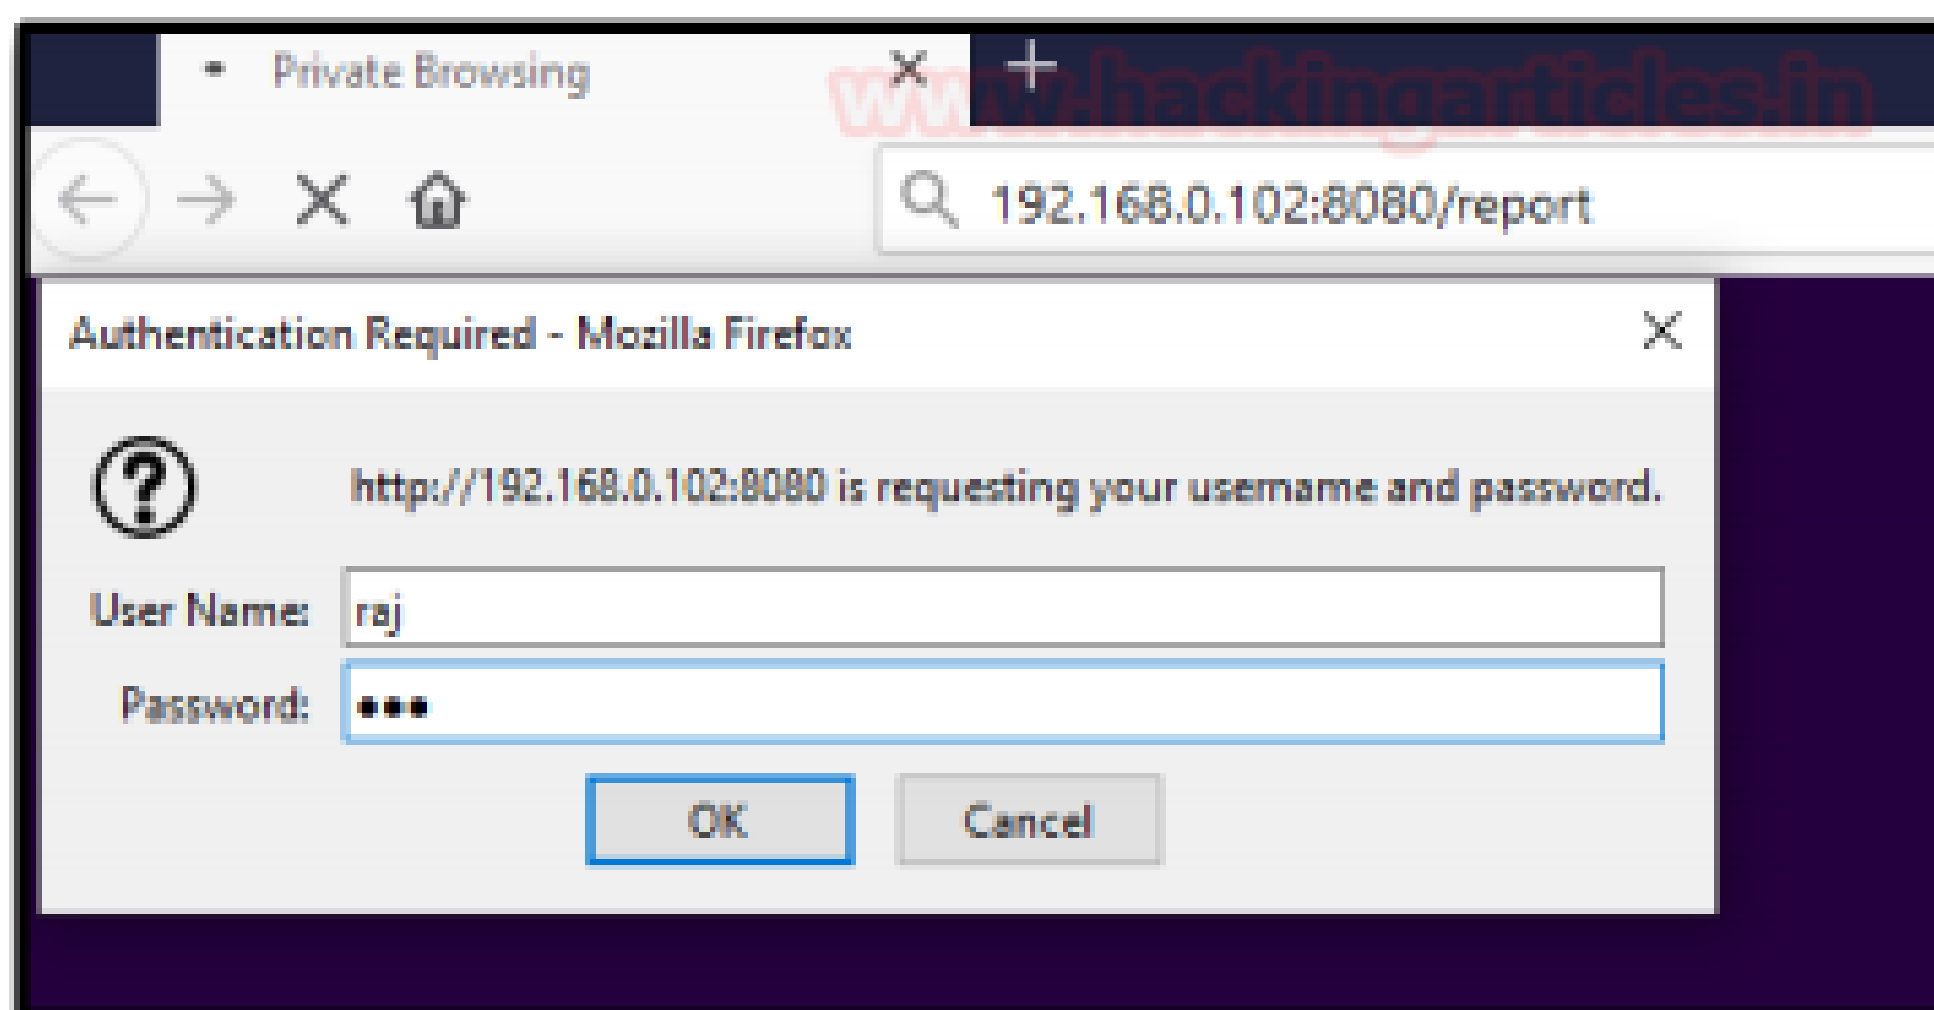 Private Browsing
www.hackingarticles.in
192.168.0.102:8080/report
Authentication Required - Mozilla Firefox
http://192.168.0.102:8080 is requesting your username and password.
User Name: raj
Password: •••
OK Cancel